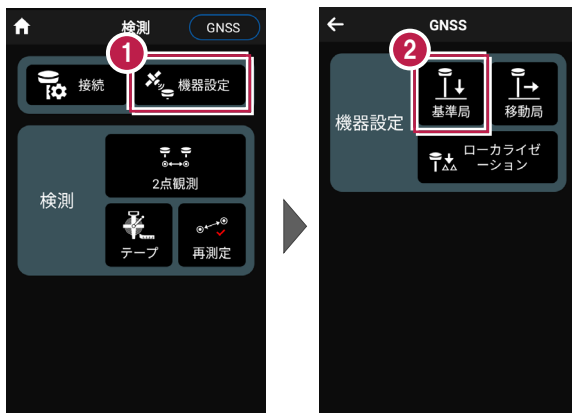 検測
GNSS
1
接続
機器設定
検測
2点観測
テープ
再測定
GNSS
2
機器設定
基準局
移動局
ローカライゼ
ーション